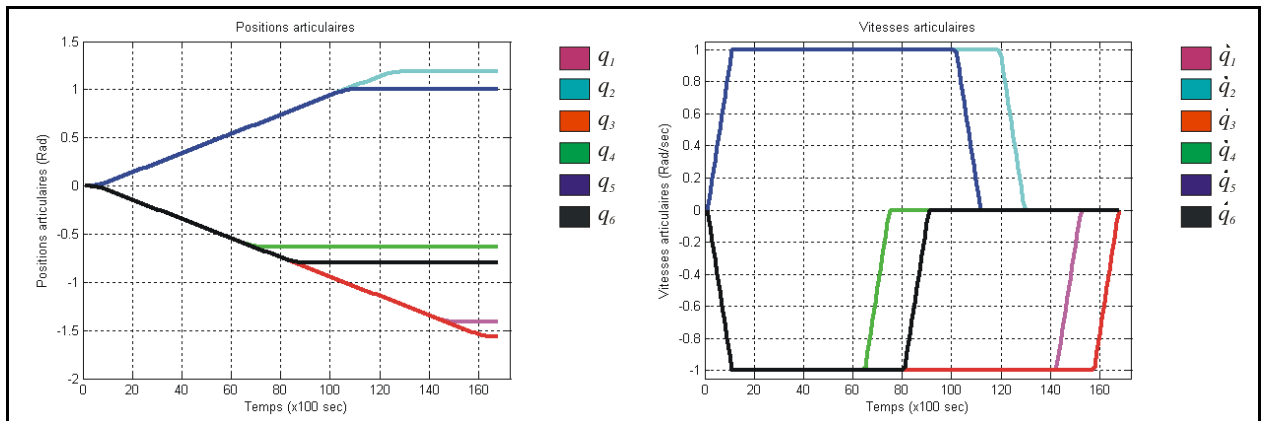 Positions articulaires
1.5
1
0.5
0
-0.5
-1
-1.5
-2
Positions articulaires (Rad)
0 20 40 60 80 100 120 140 160
Temps (x100 sec)
q1
q2
q3
q4
q5
q6
Vitesses articulaires
1
0.8
0.6
0.4
0.2
0
-0.2
-0.4
-0.6
-0.8
-1
Vitesses articulaires (Rad/sec)
0 20 40 60 80 100 120 140 160
Temps (x100 sec)
q̇1
q̇2
q̇3
q̇4
q̇5
q̇6